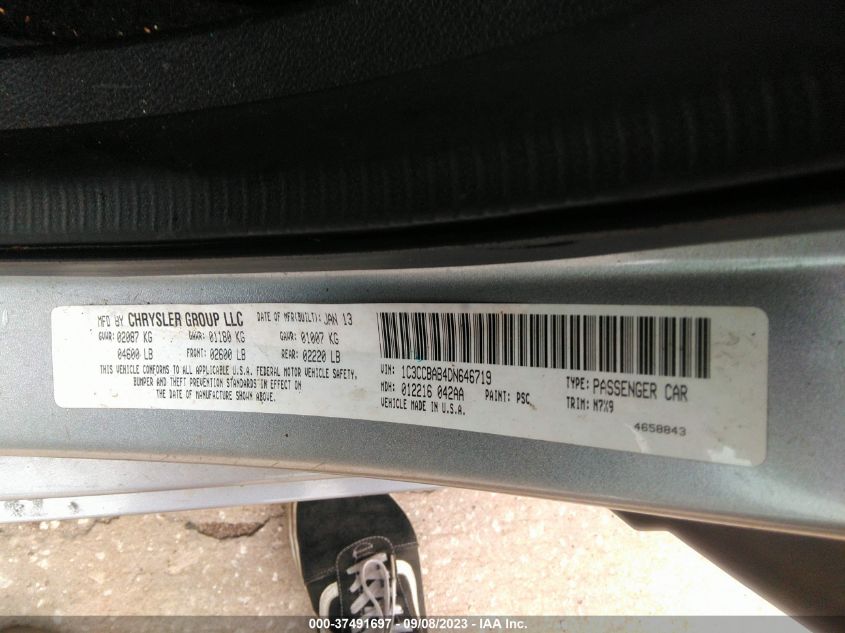 MFD BY CHRYSLER GROUP LLC DATE OF MFR(BUILT): JAN 13
GVWR: 02087 KG GAWR: 01180 KG GAWR: 01007 KG
04600 LB FRONT: 02600 LB REAR: 02220 LB
THIS VEHICLE CONFORMS TO ALL APPLICABLE U.S.A. FEDERAL MOTOR VEHICLE SAFETY,
BUMPER AND THEFT PREVENTION STANDARDS IN EFFECT ON
THE DATE OF MANUFACTURE SHOWN ABOVE.
VIN: 1C3CCBAB4DN646719 TYPE: PASSENGER CAR
MDH: 012216 042AA PAINT: PSC TRIM: M7X9
VEHICLE MADE IN U.S.A. 4658843
000-37491697 - 09/08/2023 - IAA Inc.